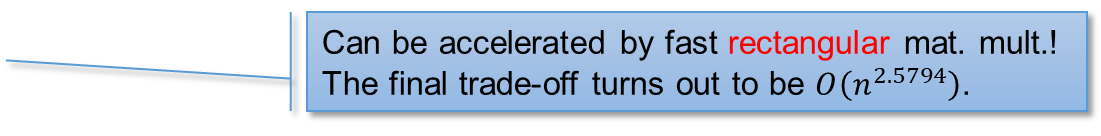 Can be accelerated by fast rectangular mat. mult.!
The final trade-off turns out to be 𝑂(𝑛^2.5794).